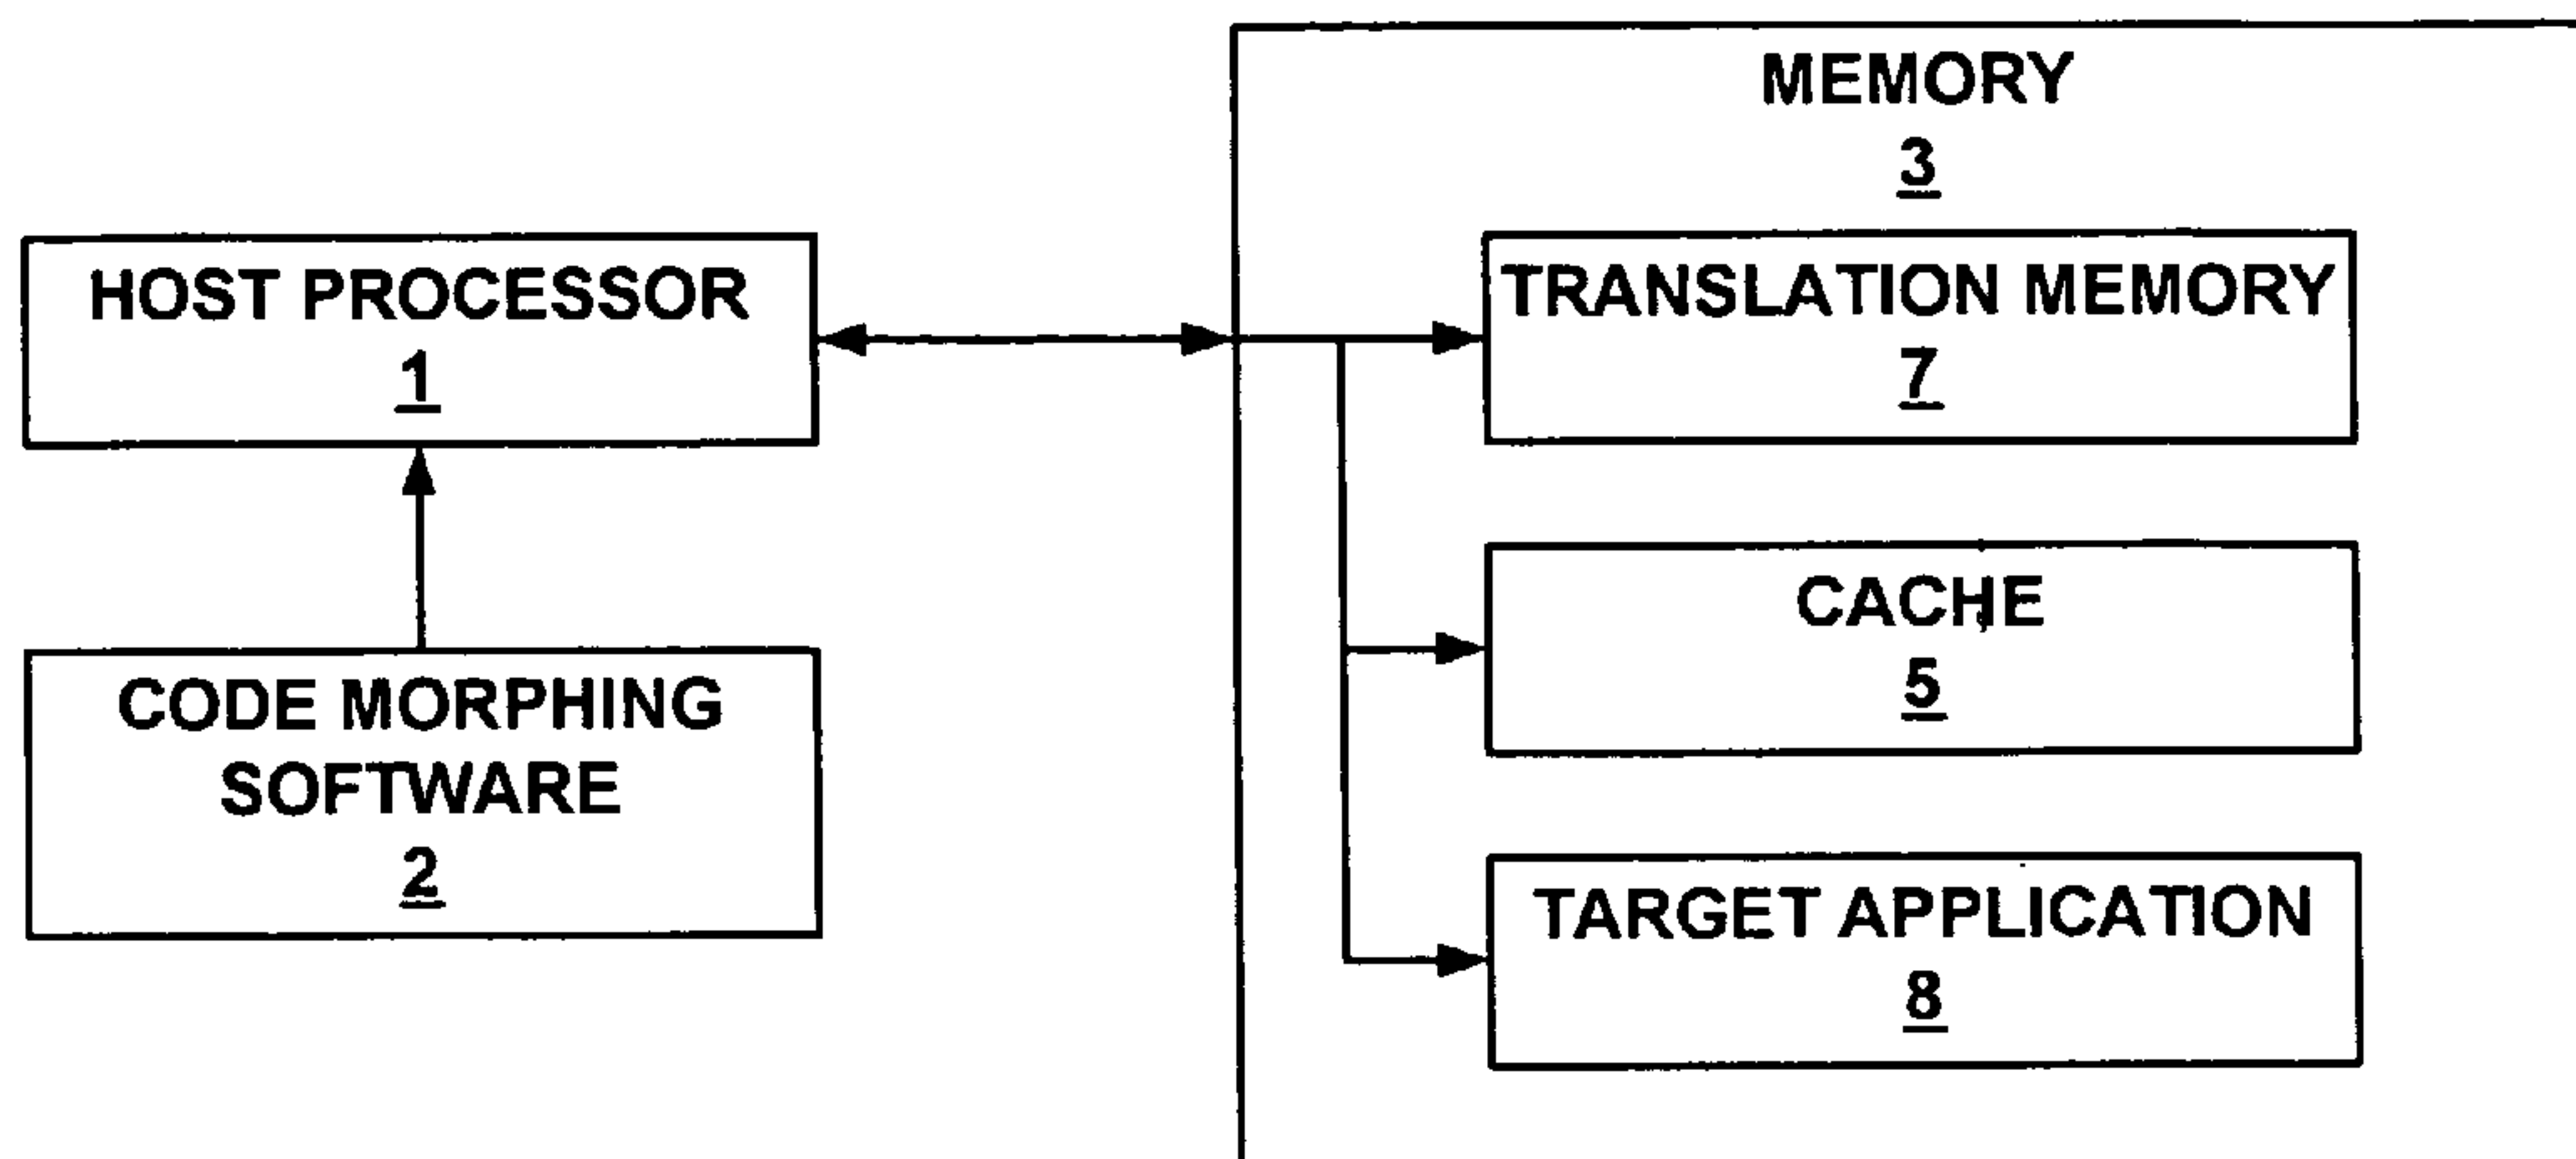 MEMORY
3
HOST PROCESSOR
1
TRANSLATION MEMORY
7
CODE MORPHING
SOFTWARE
2
CACHE
5
TARGET APPLICATION
8